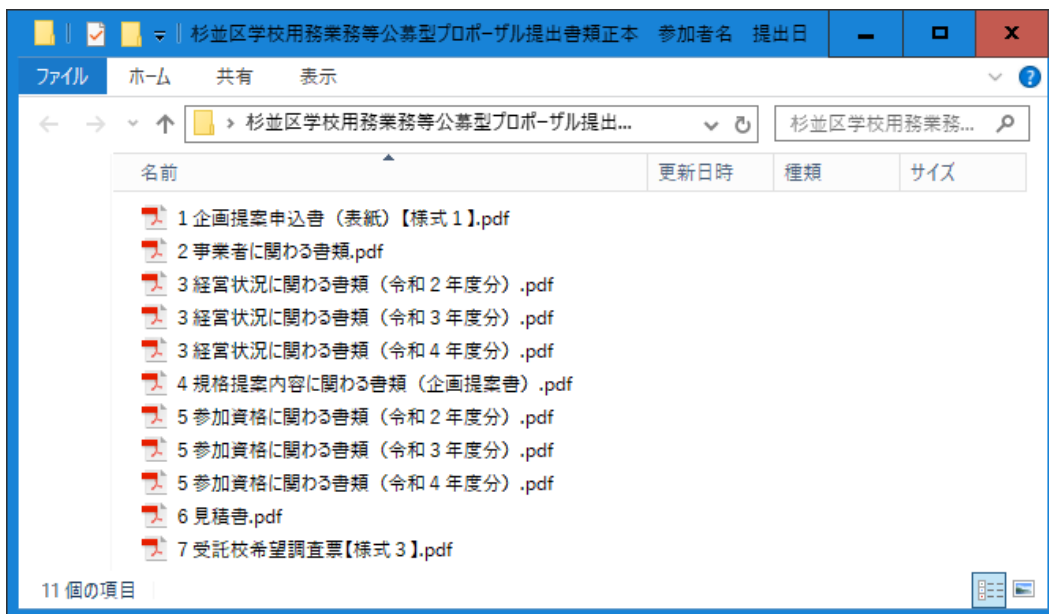 杉並区学校用務業務等公募型プロポーザル提出書類正本　参加者名　提出日
ファイル ホーム 共有 表示
杉並区学校用務業務等公募型プロポーザル提出... 杉並区学校用務業務...
名前 更新日時 種類 サイズ
1 企画提案申込書（表紙）【様式１】.pdf
2 事業者に関わる書類.pdf
3 経営状況に関わる書類（令和２年度分）.pdf
3 経営状況に関わる書類（令和３年度分）.pdf
3 経営状況に関わる書類（令和４年度分）.pdf
4 規格提案内容に関わる書類（企画提案書）.pdf
5 参加資格に関わる書類（令和２年度分）.pdf
5 参加資格に関わる書類（令和３年度分）.pdf
5 参加資格に関わる書類（令和４年度分）.pdf
6 見積書.pdf
7 受託校希望調査票【様式３】.pdf
11 個の項目